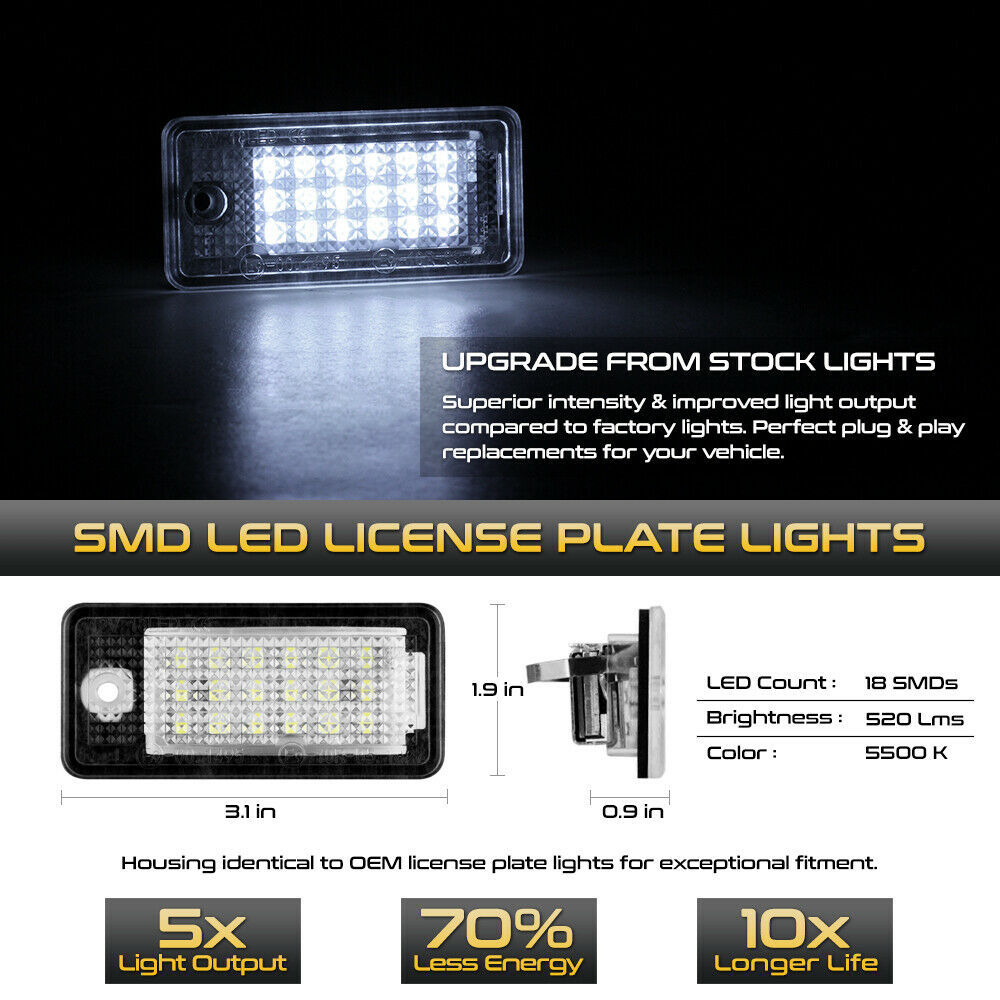 UPGRADE FROM STOCK LIGHTS
Superior intensity & improved light output
compared to factory lights. Perfect plug & play
replacements for your vehicle.
SMD LED LICENSE PLATE LIGHTS
1.9 in
LED Count : 18 SMDs
Brightness : 520 Lms
Color : 5500 K
3.1 in
0.9 in
Housing identical to OEM license plate lights for exceptional fitment.
5x
Light Output
70%
Less Energy
10x
Longer Life